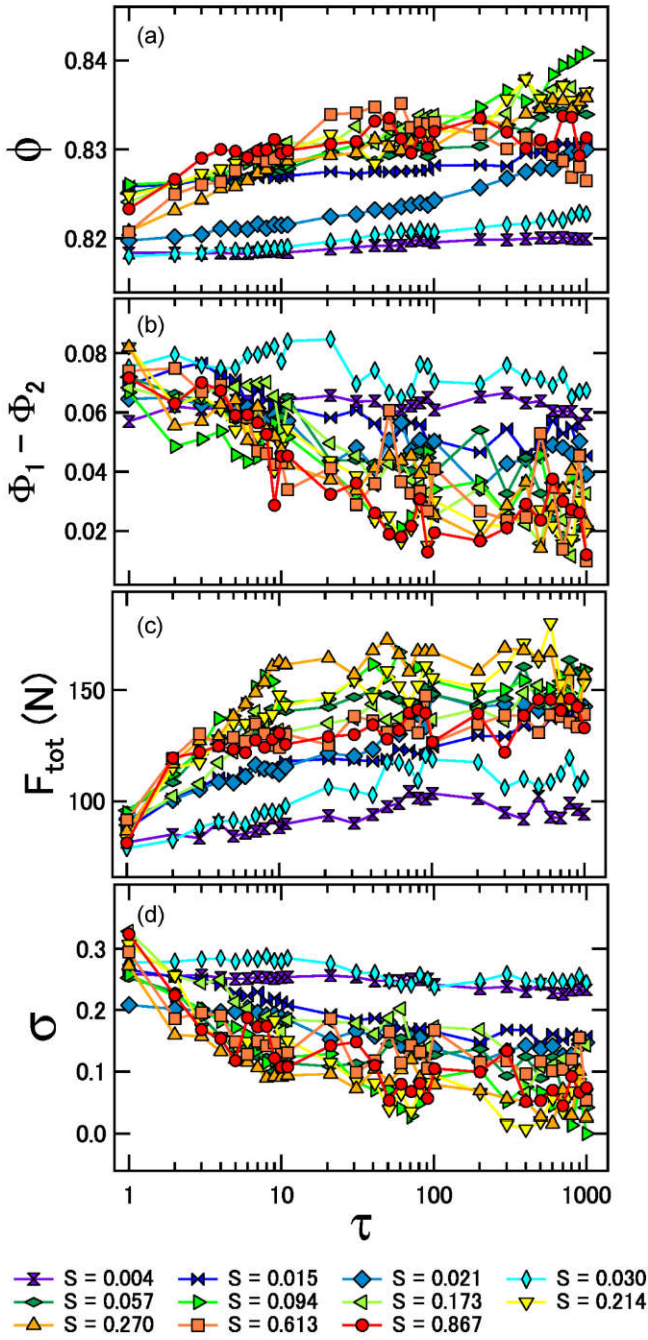 (a)
0.84
0.83
0.82
ϕ
(b)
0.08
0.06
0.04
0.02
Φ₁ − Φ₂
(c)
150
100
F_tot (N)
(d)
0.3
0.2
0.1
0.0
σ
1 10 100 1000
τ
S = 0.004 S = 0.015 S = 0.021 S = 0.030
S = 0.057 S = 0.094 S = 0.173 S = 0.214
S = 0.270 S = 0.613 S = 0.867